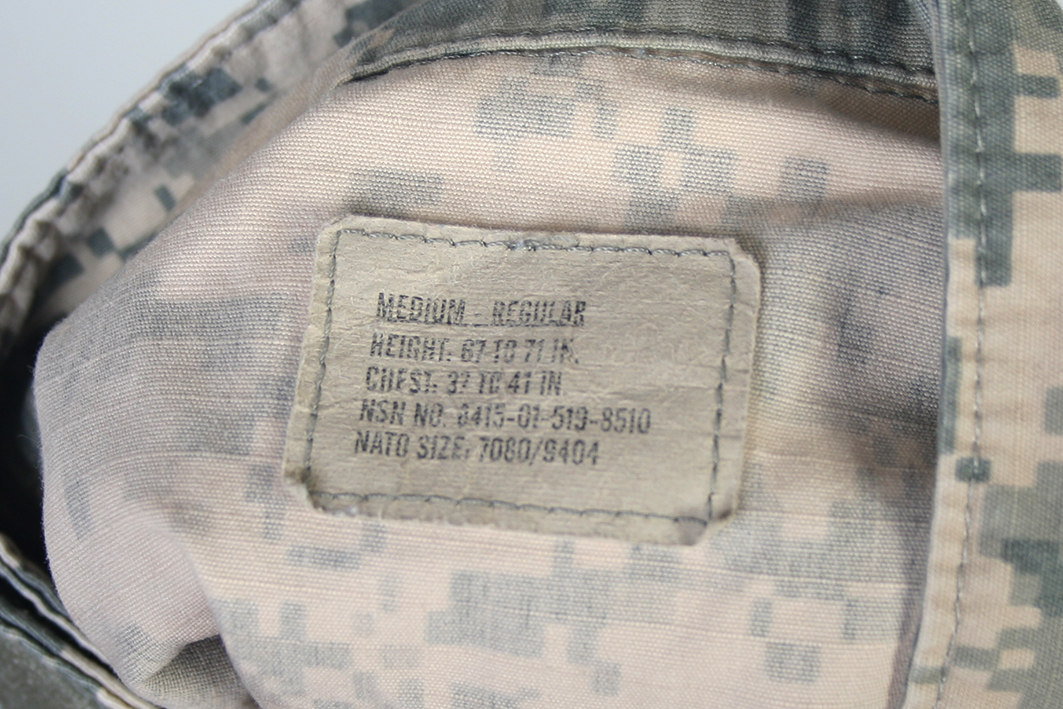 MEDIUM - REGULAR
HEIGHT: 67 TO 71 IN.
CHEST: 37 TO 41 IN
NSN NO. 8415-01-519-8510
NATO SIZE: 7080/9404